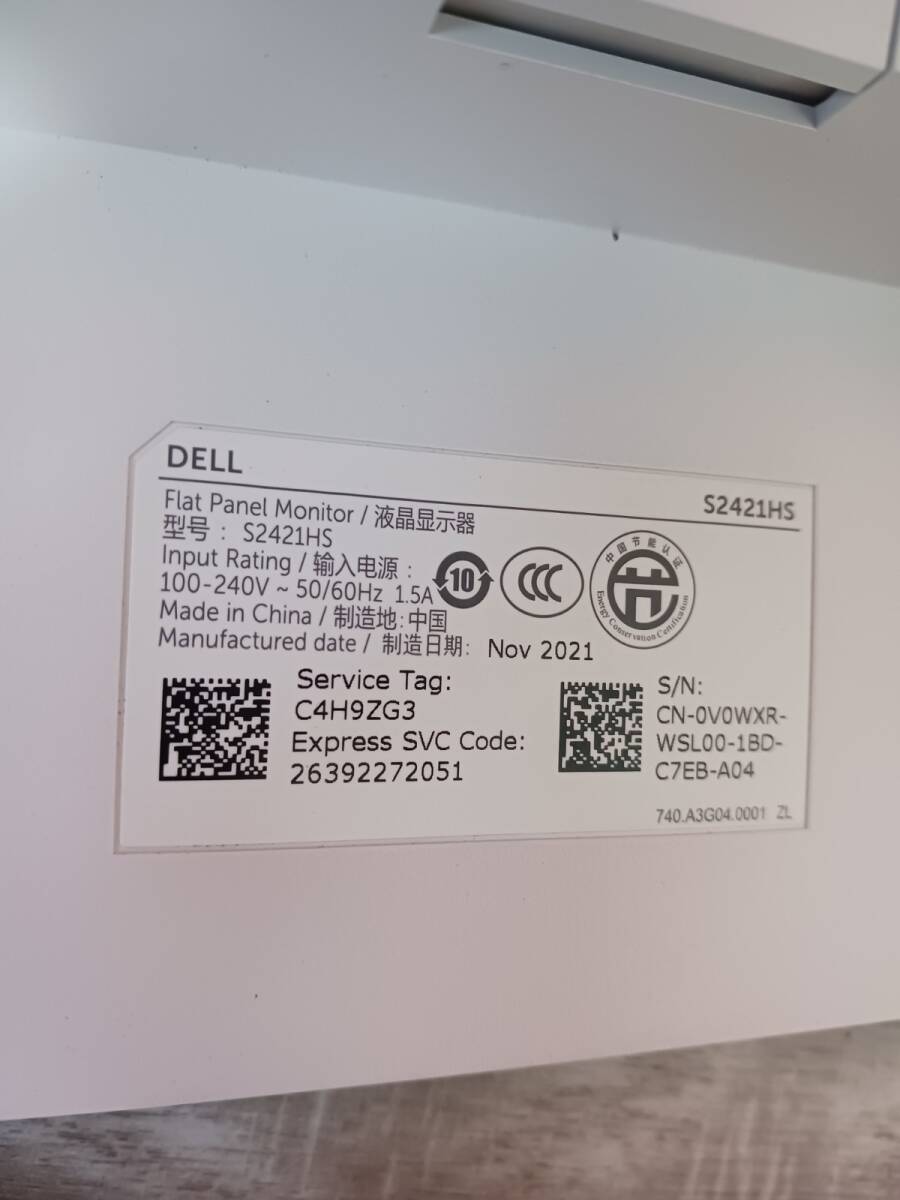 DELL
S2421HS
Flat Panel Monitor / 液晶显示器
型号 : S2421HS
Input Rating / 输入电源 :
100-240V ~ 50/60Hz 1.5A
Made in China / 制造地: 中国
Manufactured date / 制造日期: Nov 2021
10
CCC
中国节能认证
Energy Conservation Certification
Service Tag:
C4H9ZG3
Express SVC Code:
26392272051
S/N:
CN-0V0WXR-
WSL00-1BD-
C7EB-A04
740.A3G04.0001 ZL